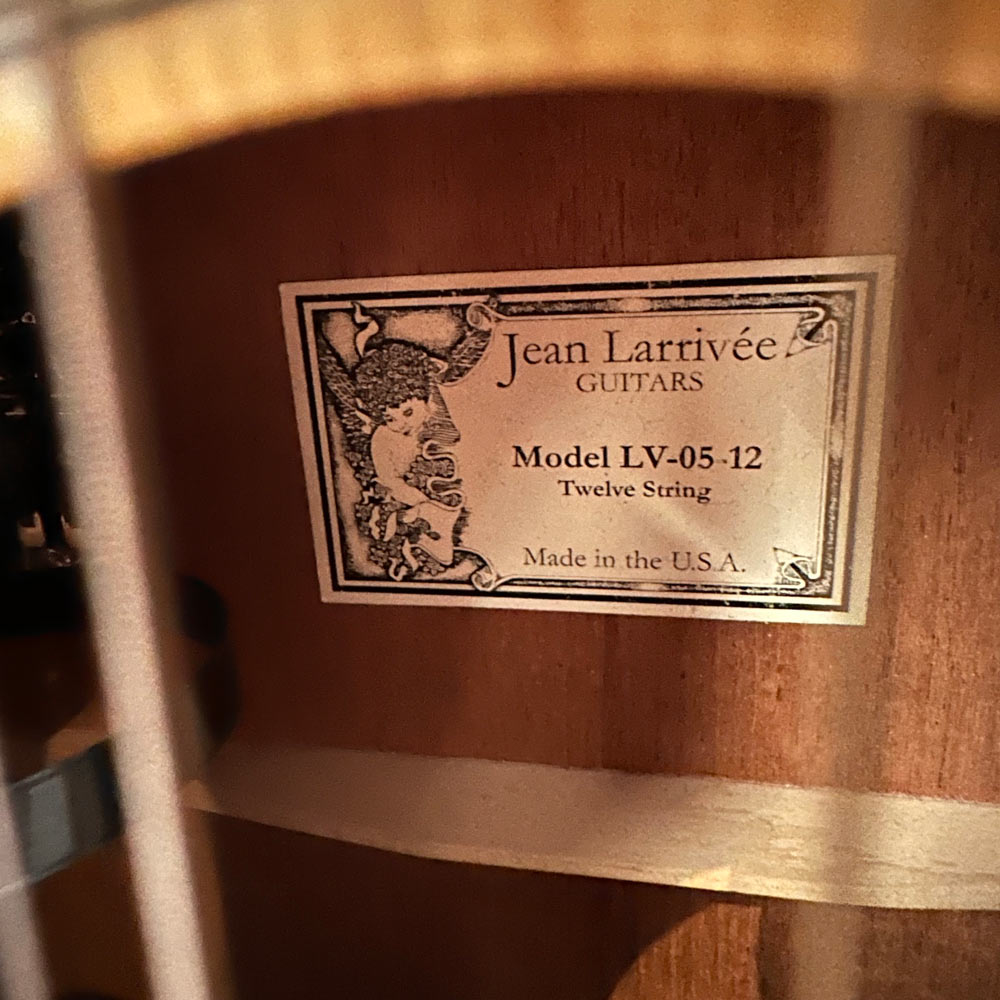 Jean Larrivée
GUITARS
Model LV-05-12
Twelve String
Made in the U.S.A.